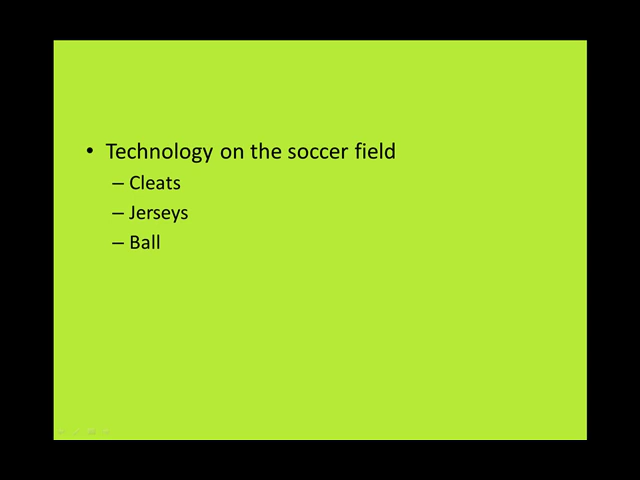 • Technology on the soccer field
– Cleats
– Jerseys
– Ball